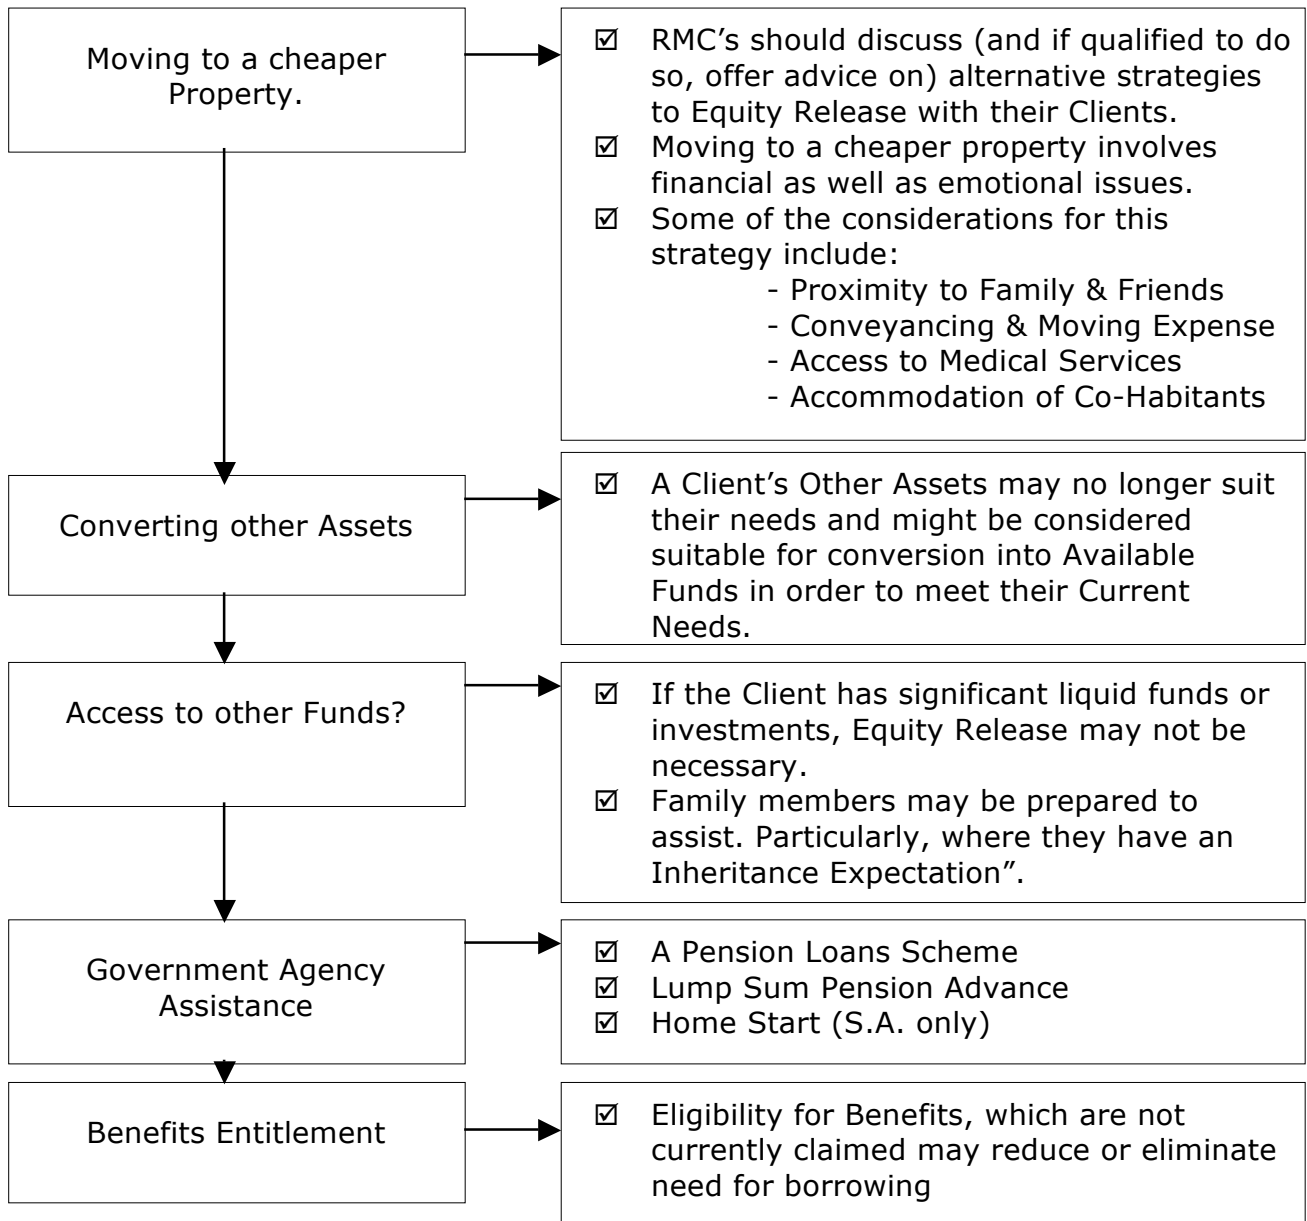 Moving to a cheaper
Property.
☑ RMC’s should discuss (and if qualified to do
so, offer advice on) alternative strategies
to Equity Release with their Clients.
☑ Moving to a cheaper property involves
financial as well as emotional issues.
☑ Some of the considerations for this
strategy include:
- Proximity to Family & Friends
- Conveyancing & Moving Expense
- Access to Medical Services
- Accommodation of Co-Habitants
Converting other Assets
☑ A Client’s Other Assets may no longer suit
their needs and might be considered
suitable for conversion into Available
Funds in order to meet their Current
Needs.
Access to other Funds?
☑ If the Client has significant liquid funds or
investments, Equity Release may not be
necessary.
☑ Family members may be prepared to
assist. Particularly, where they have an
Inheritance Expectation”.
Government Agency
Assistance
☑ A Pension Loans Scheme
☑ Lump Sum Pension Advance
☑ Home Start (S.A. only)
Benefits Entitlement
☑ Eligibility for Benefits, which are not
currently claimed may reduce or eliminate
need for borrowing